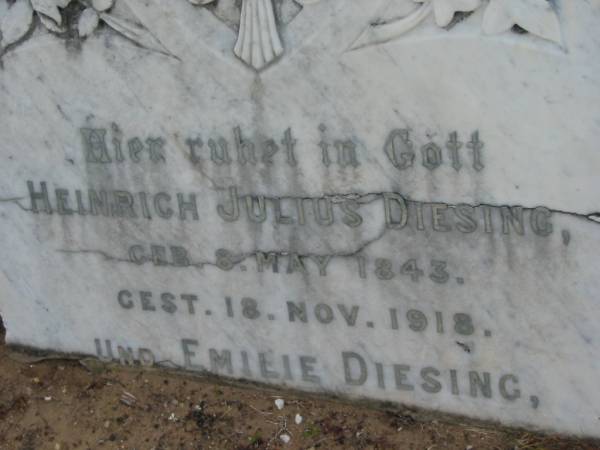 Hier ruhet in Gott
HEINRICH JULIUS DIESING,
GEB. 8. MAY 1843.
GEST. 18. NOV. 1918.
UND EMILIE DIESING,